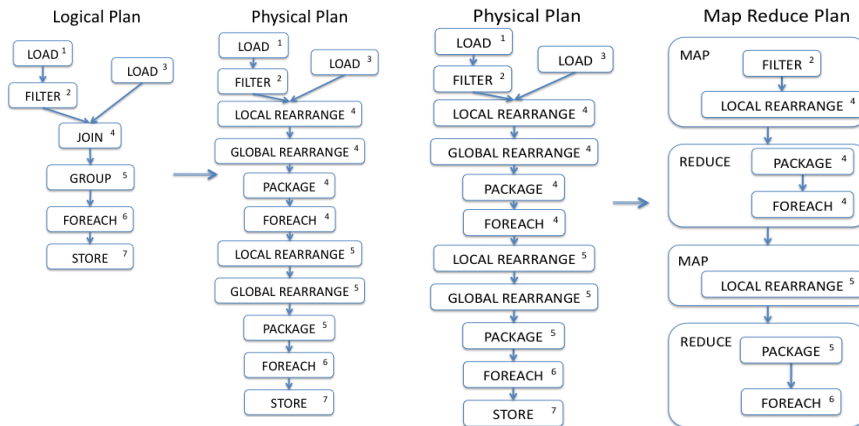 Logical Plan
LOAD 1
LOAD 3
FILTER 2
JOIN 4
GROUP 5
FOREACH 6
STORE 7
Physical Plan
LOAD 1
LOAD 3
FILTER 2
LOCAL REARRANGE 4
GLOBAL REARRANGE 4
PACKAGE 4
FOREACH 4
LOCAL REARRANGE 5
GLOBAL REARRANGE 5
PACKAGE 5
FOREACH 6
STORE 7
Physical Plan
LOAD 1
LOAD 3
FILTER 2
LOCAL REARRANGE 4
GLOBAL REARRANGE 4
PACKAGE 4
FOREACH 4
LOCAL REARRANGE 5
GLOBAL REARRANGE 5
PACKAGE 5
FOREACH 6
STORE 7
Map Reduce Plan
MAP
FILTER 2
LOCAL REARRANGE 4
REDUCE
PACKAGE 4
FOREACH 4
MAP
LOCAL REARRANGE 5
REDUCE
PACKAGE 5
FOREACH 6